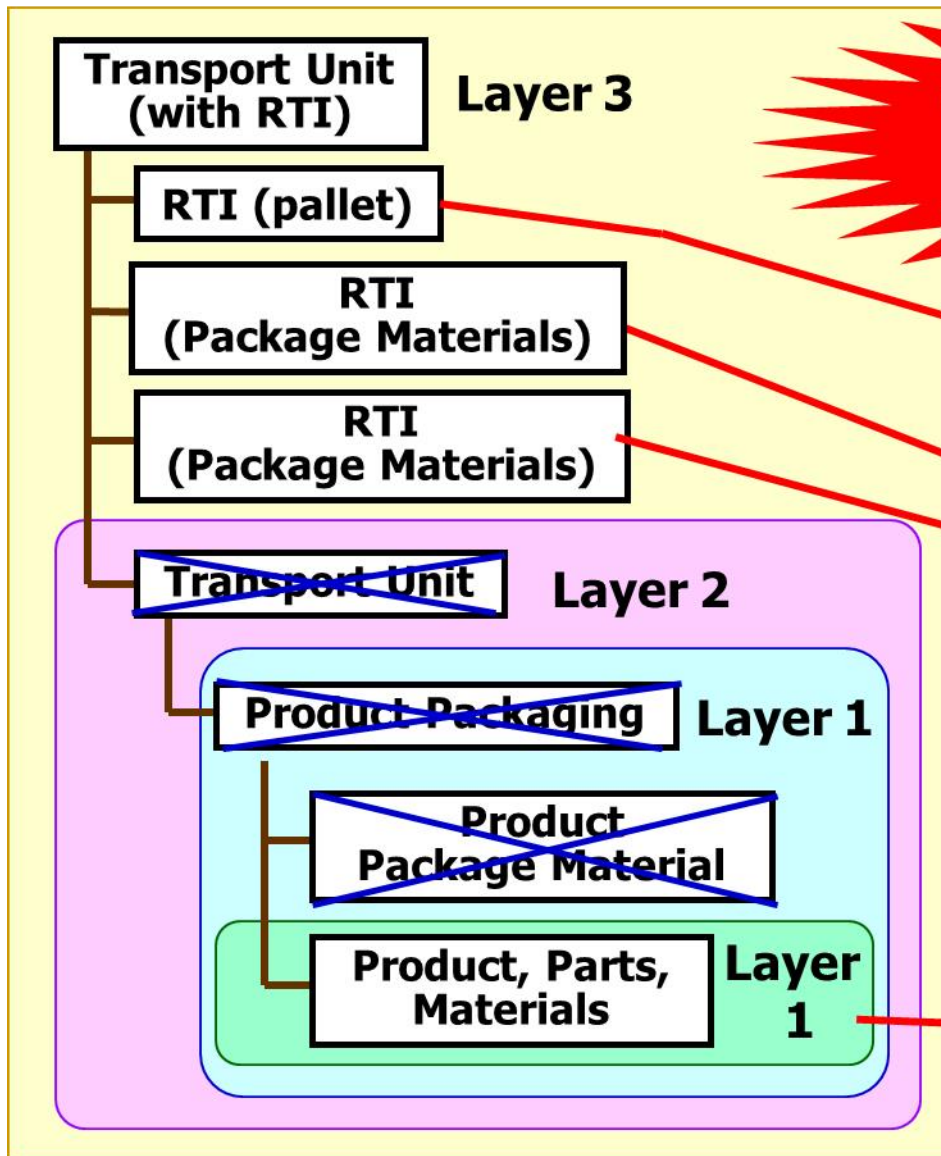 Transport Unit
(with RTI)
Layer 3
RTI (pallet)
RTI
(Package Materials)
RTI
(Package Materials)
Transport Unit
Layer 2
Product Packaging
Layer 1
Product
Package Material
Product, Parts,
Materials
Layer
1